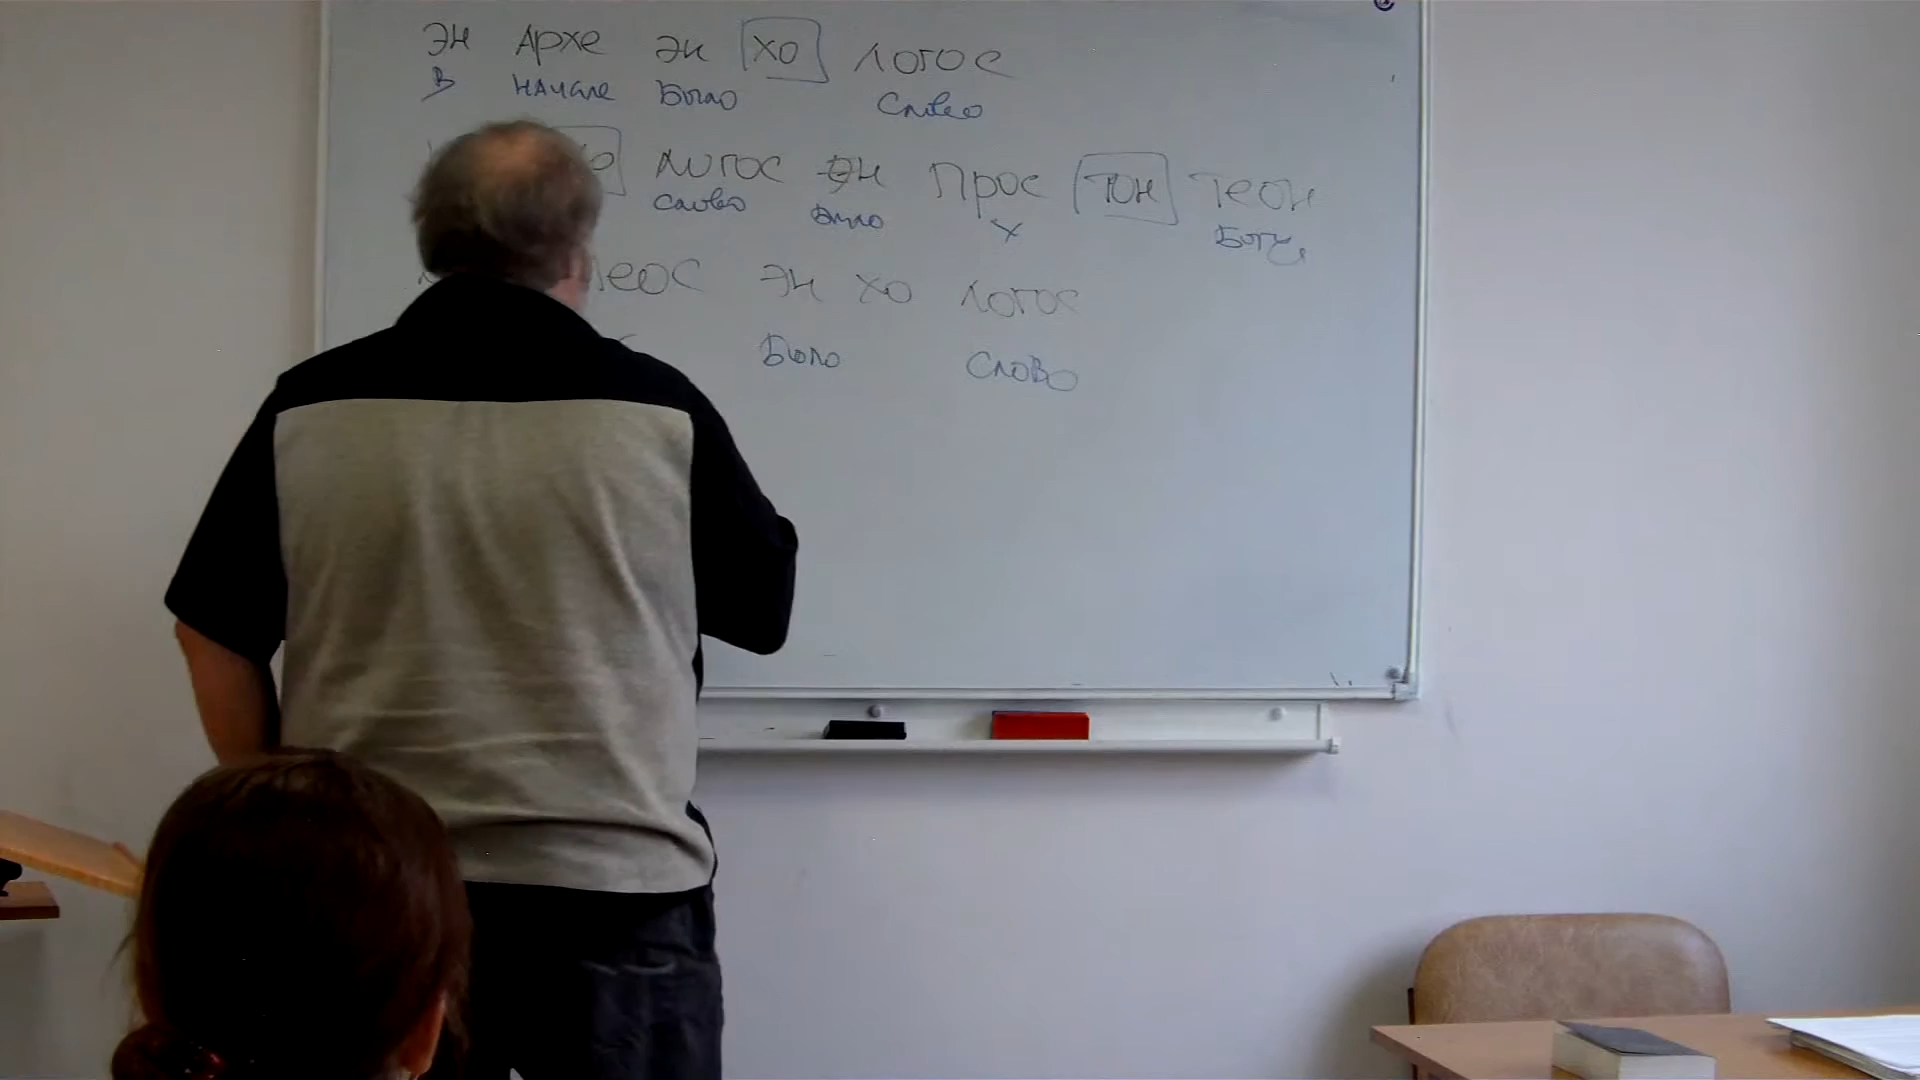 эн Архе эн хо логос
В начале было слово
логос эн прос тон теон
слово было к Богу
теос эн хо логос
было слово